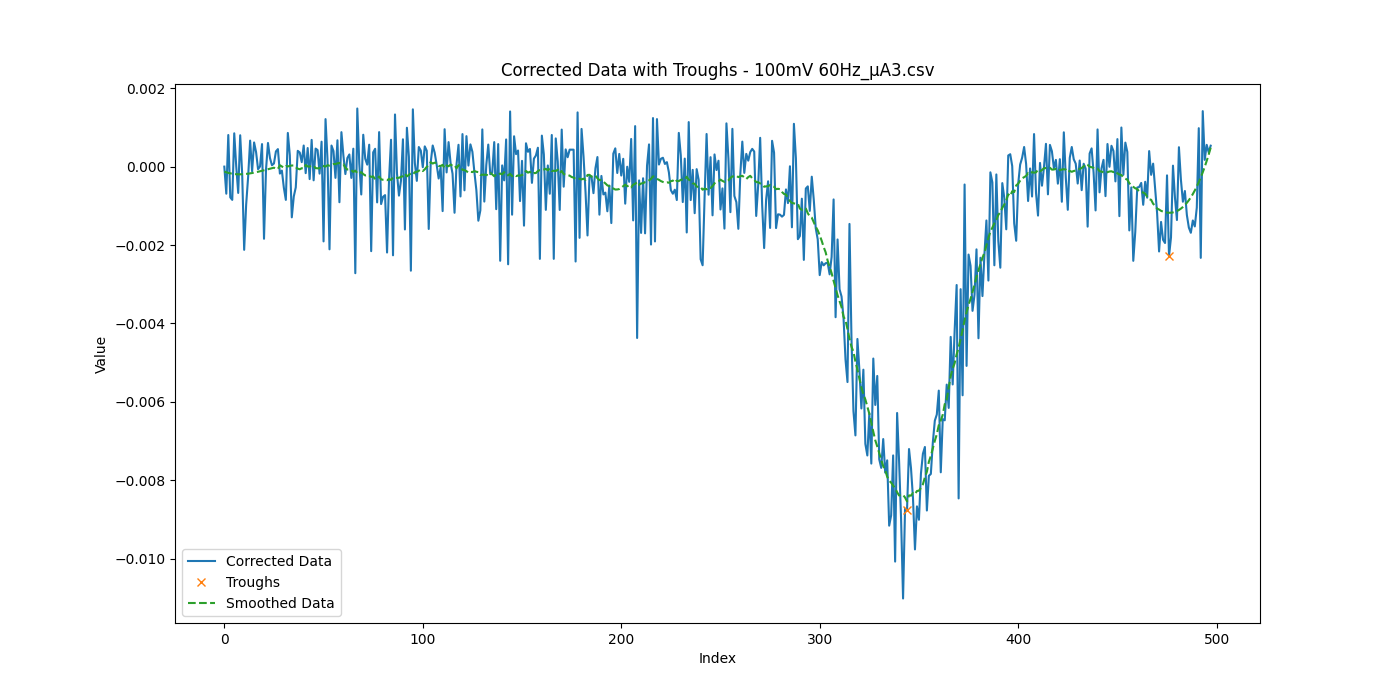 Corrected Data with Troughs - 100mV 60Hz_µA3.csv
0.002
0.000
−0.002
−0.004
−0.006
−0.008
−0.010
Value
Corrected Data
Troughs
Smoothed Data
0
100
200
300
400
500
Index